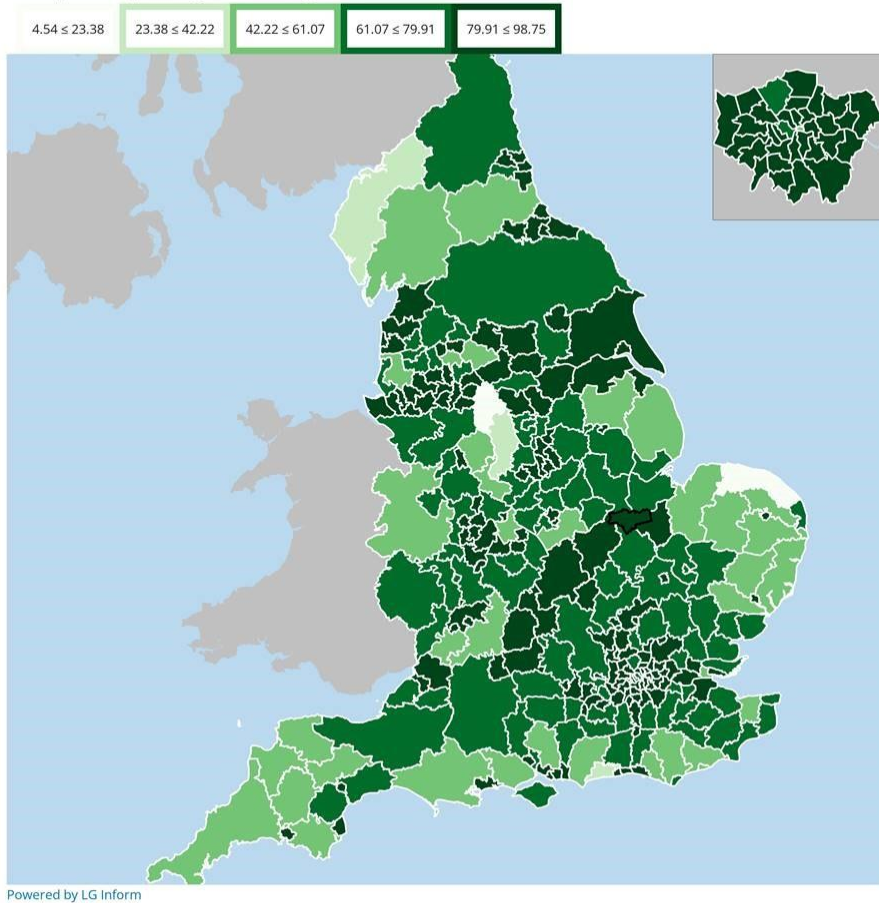 4.54 ≤ 23.38 23.38 ≤ 42.22 42.22 ≤ 61.07 61.07 ≤ 79.91 79.91 ≤ 98.75
Powered by LG Inform